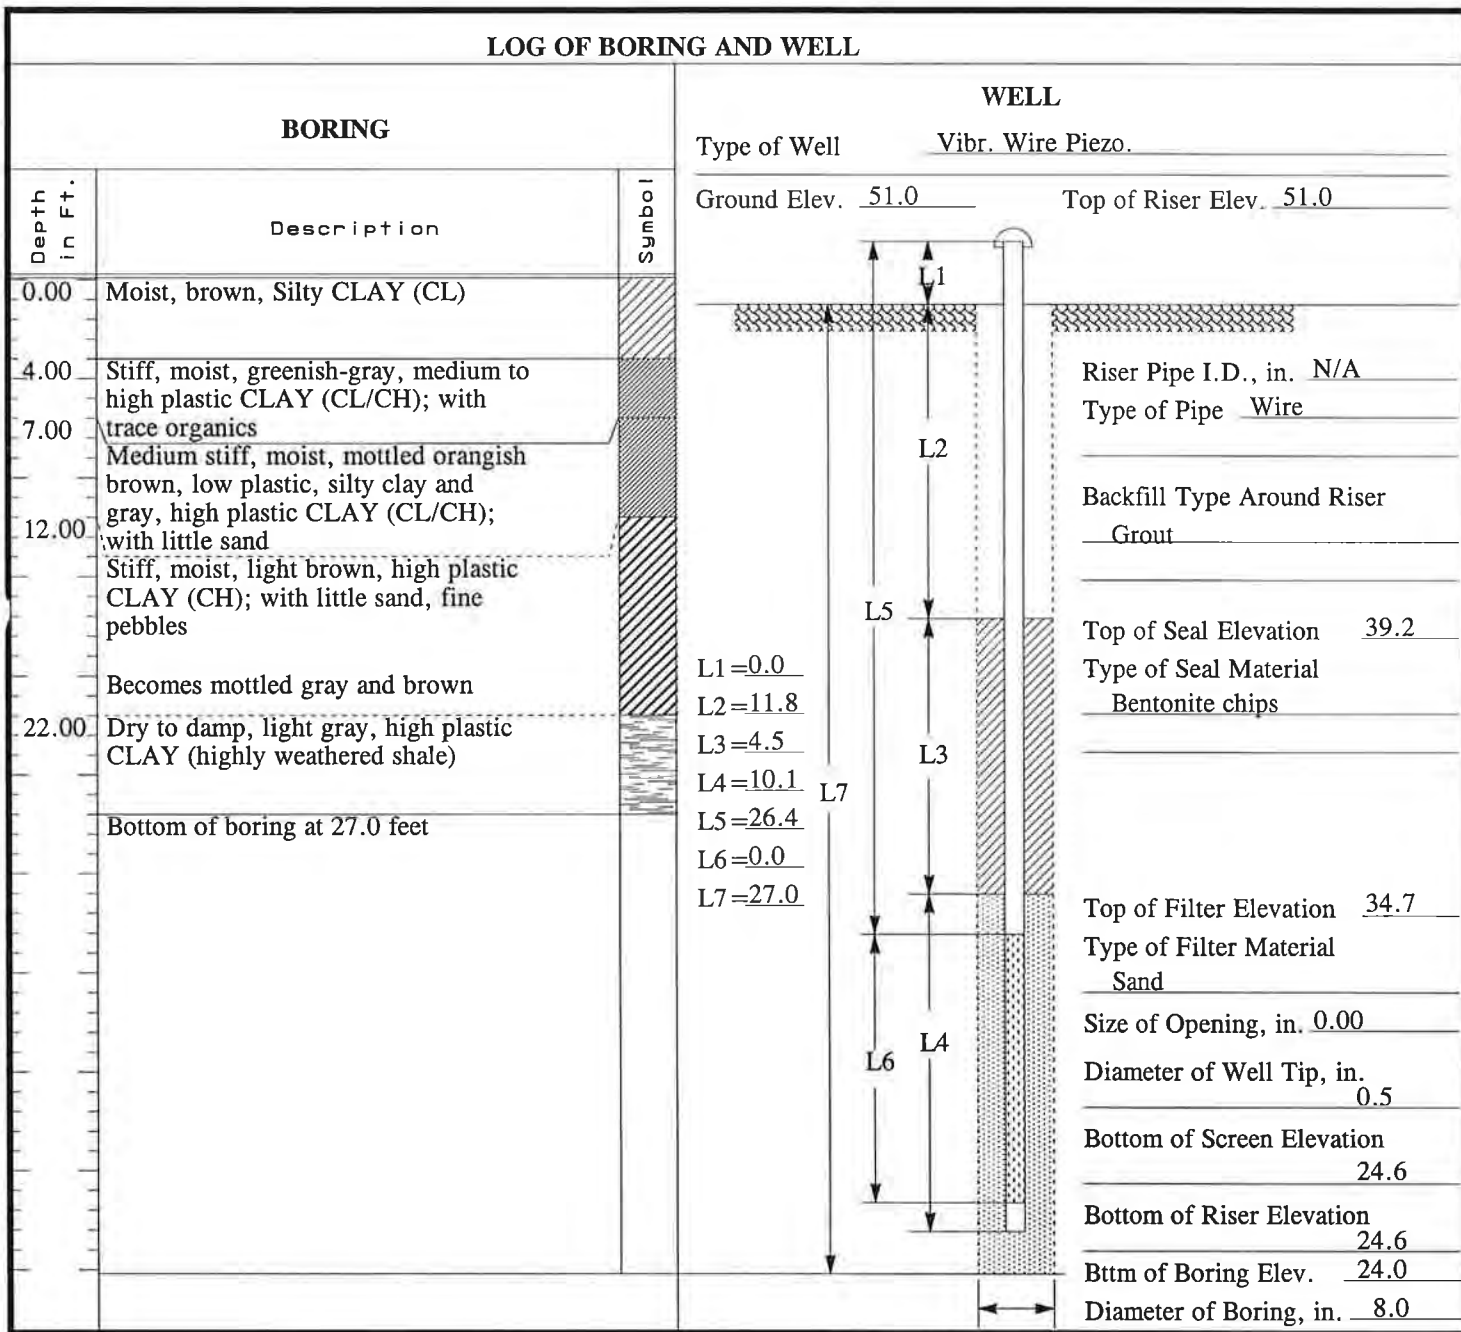 LOG OF BORING AND WELL
BORING
Depth in Ft.
Description
Symbol
0.00 Moist, brown, Silty CLAY (CL)
4.00 Stiff, moist, greenish-gray, medium to
high plastic CLAY (CL/CH); with
trace organics
7.00
Medium stiff, moist, mottled orangish
brown, low plastic, silty clay and
gray, high plastic CLAY (CL/CH);
with little sand
12.00
Stiff, moist, light brown, high plastic
CLAY (CH); with little sand, fine
pebbles
Becomes mottled gray and brown
22.00 Dry to damp, light gray, high plastic
CLAY (highly weathered shale)
Bottom of boring at 27.0 feet
WELL
Type of Well Vibr. Wire Piezo.
Ground Elev. 51.0 Top of Riser Elev. 51.0
L1
L2
L5
L3
L7
L4
L6
L1=0.0
L2=11.8
L3=4.5
L4=10.1
L5=26.4
L6=0.0
L7=27.0
Riser Pipe I.D., in. N/A
Type of Pipe Wire
Backfill Type Around Riser
Grout
Top of Seal Elevation 39.2
Type of Seal Material
Bentonite chips
Top of Filter Elevation 34.7
Type of Filter Material
Sand
Size of Opening, in. 0.00
Diameter of Well Tip, in.
0.5
Bottom of Screen Elevation
24.6
Bottom of Riser Elevation
24.6
Bttm of Boring Elev. 24.0
Diameter of Boring, in. 8.0